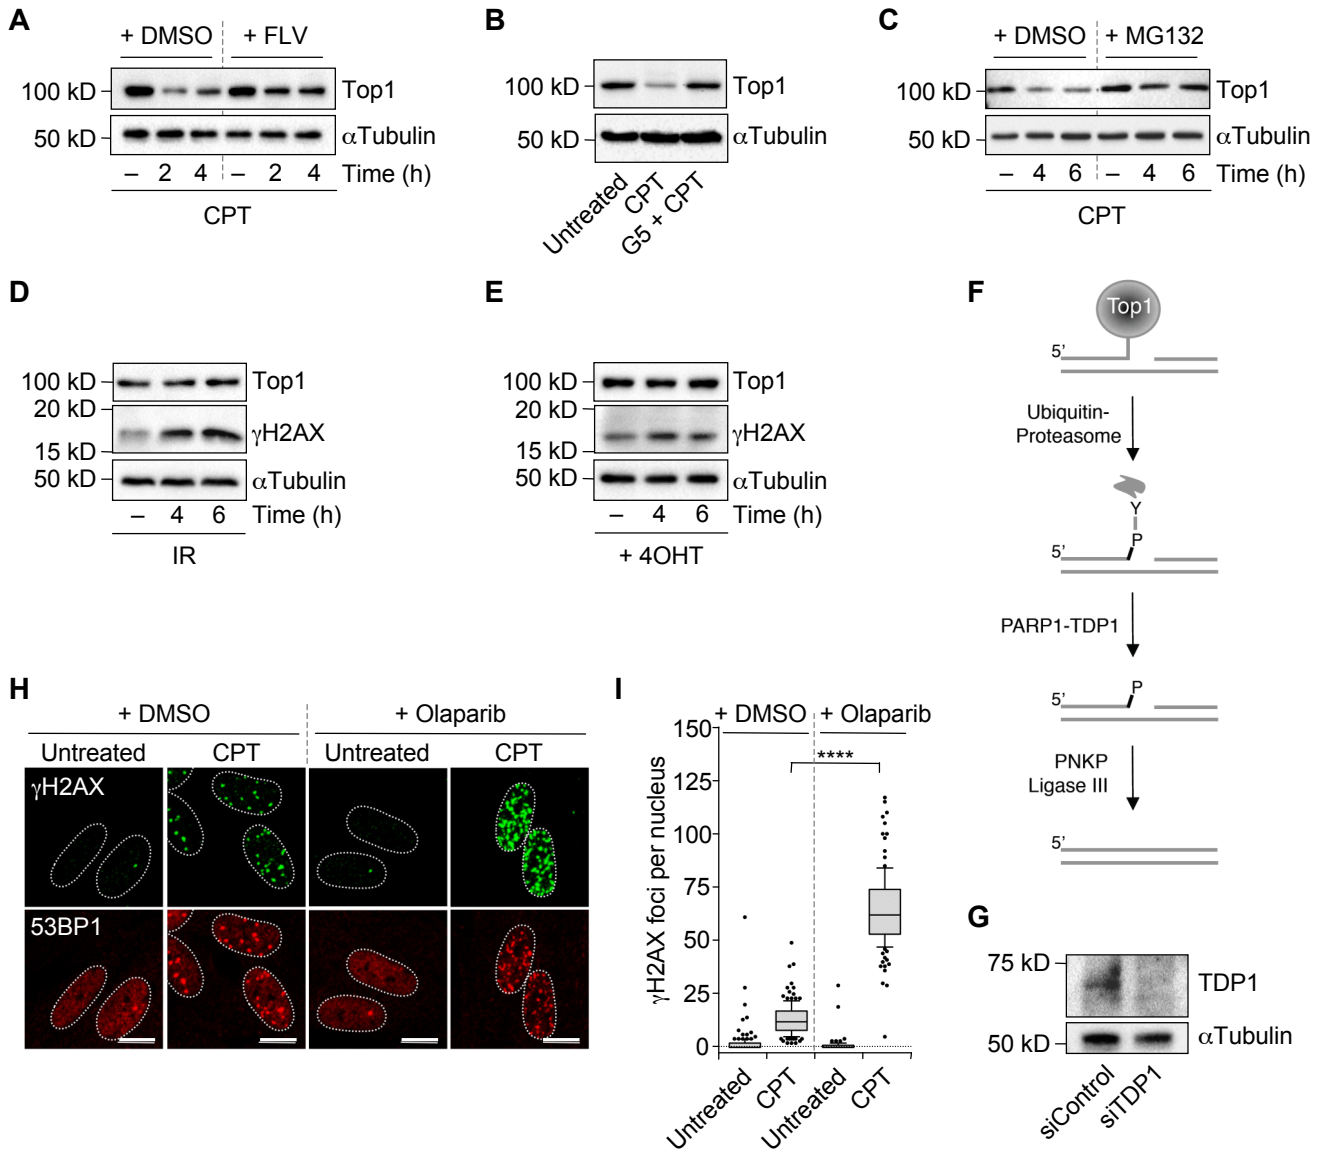 A
+ DMSO + FLV
100 kD Top1
50 kD αTubulin
– 2 4 – 2 4 Time (h)
CPT
B
100 kD Top1
50 kD αTubulin
Untreated
CPT
G5 + CPT
C
+ DMSO + MG132
100 kD Top1
50 kD αTubulin
– 4 6 – 4 6 Time (h)
CPT
D
100 kD Top1
20 kD
γH2AX
15 kD
50 kD αTubulin
– 4 6 Time (h)
IR
E
100 kD Top1
20 kD
γH2AX
15 kD
50 kD αTubulin
– 4 6 Time (h)
+ 4OHT
F
Top1
5’
Ubiquitin-
Proteasome
Y
P
5’
PARP1-TDP1
P
5’
PNKP
Ligase III
5’
G
75 kD TDP1
50 kD αTubulin
siControl
siTDP1
H
+ DMSO + Olaparib
Untreated CPT Untreated CPT
γH2AX
53BP1
I
+ DMSO + Olaparib
γH2AX foci per nucleus
150
125
100
75
50
25
0
****
Untreated
CPT
Untreated
CPT